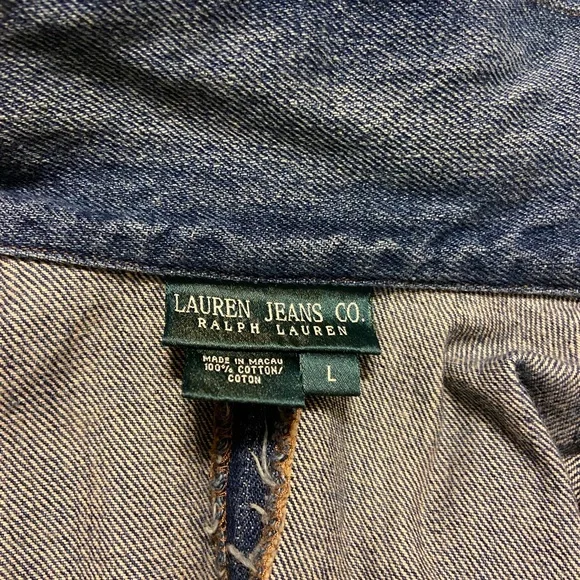 LAUREN JEANS CO.
RALPH LAUREN
MADE IN MACAU
100% COTTON/
COTON
L